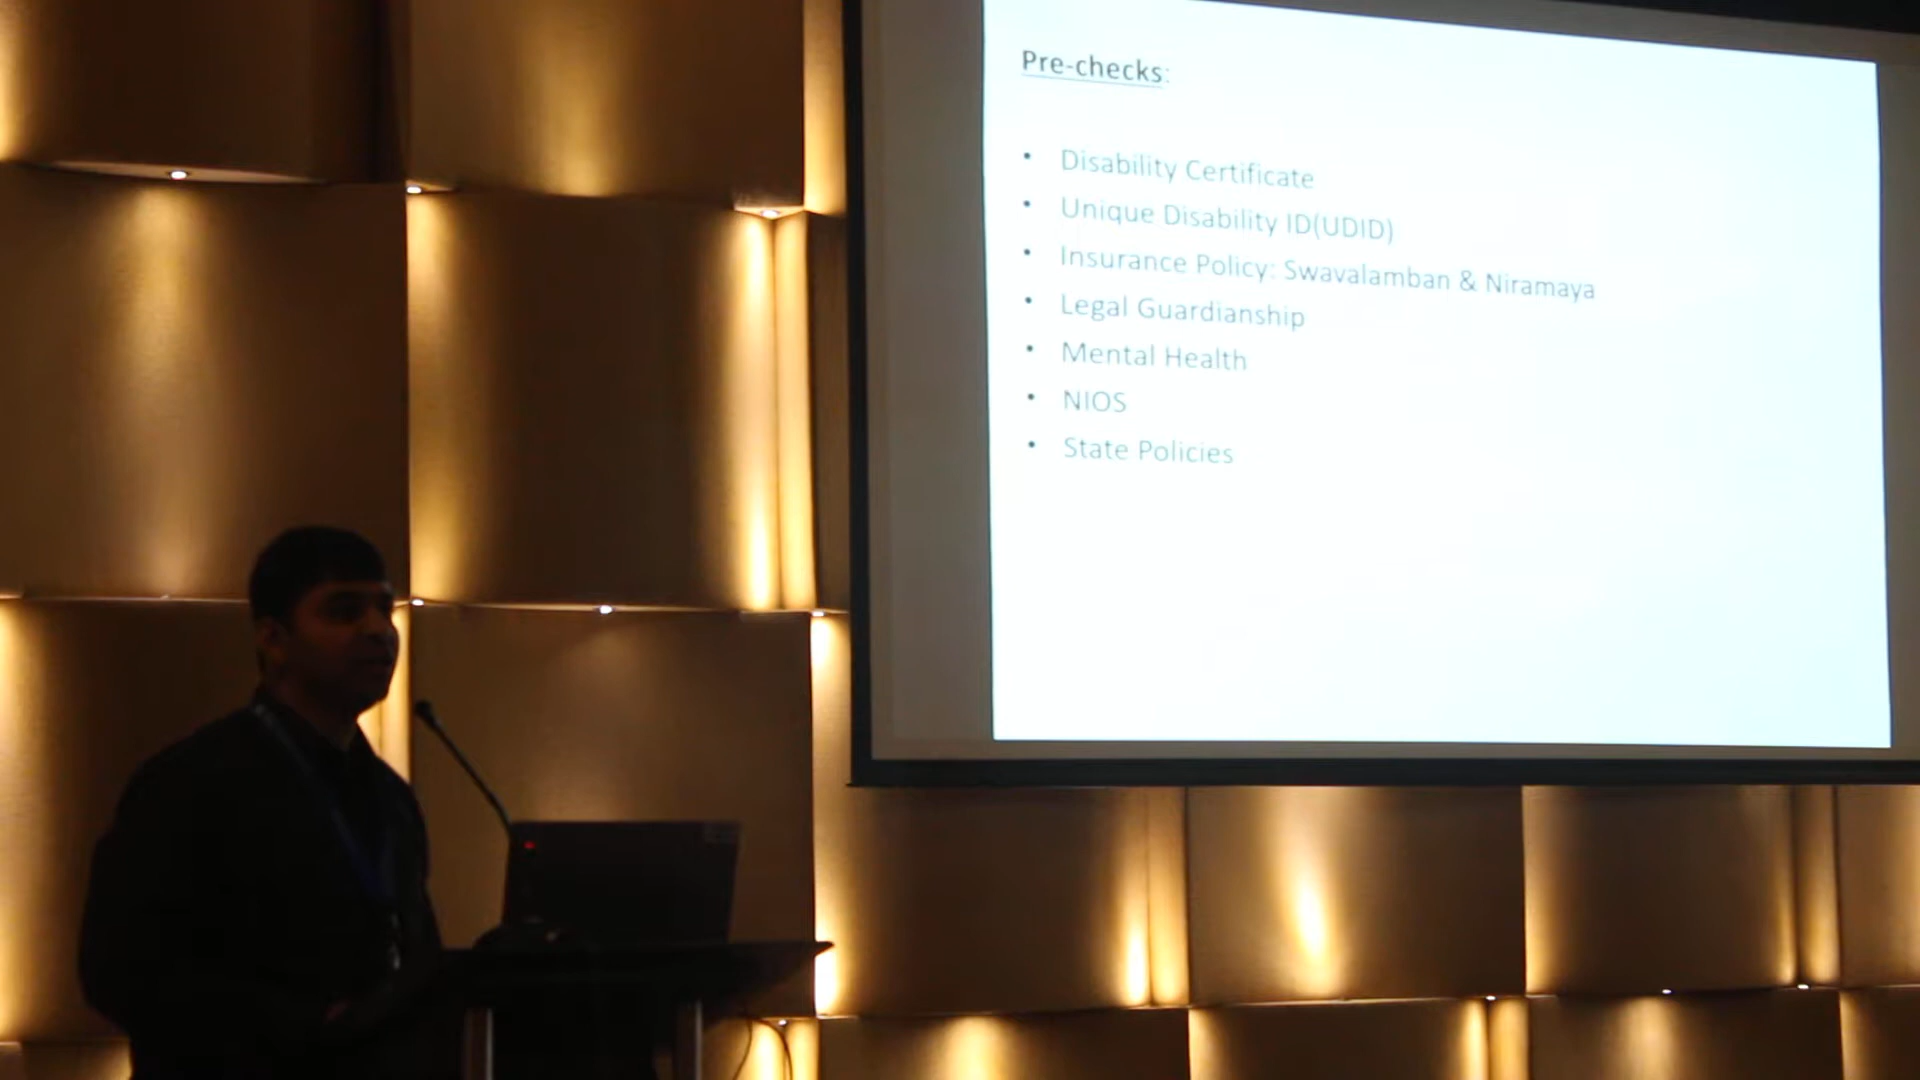 Pre-checks:
• Disability Certificate
• Unique Disability ID(UDID)
• Insurance Policy: Swavalamban & Niramaya
• Legal Guardianship
• Mental Health
• NIOS
• State Policies